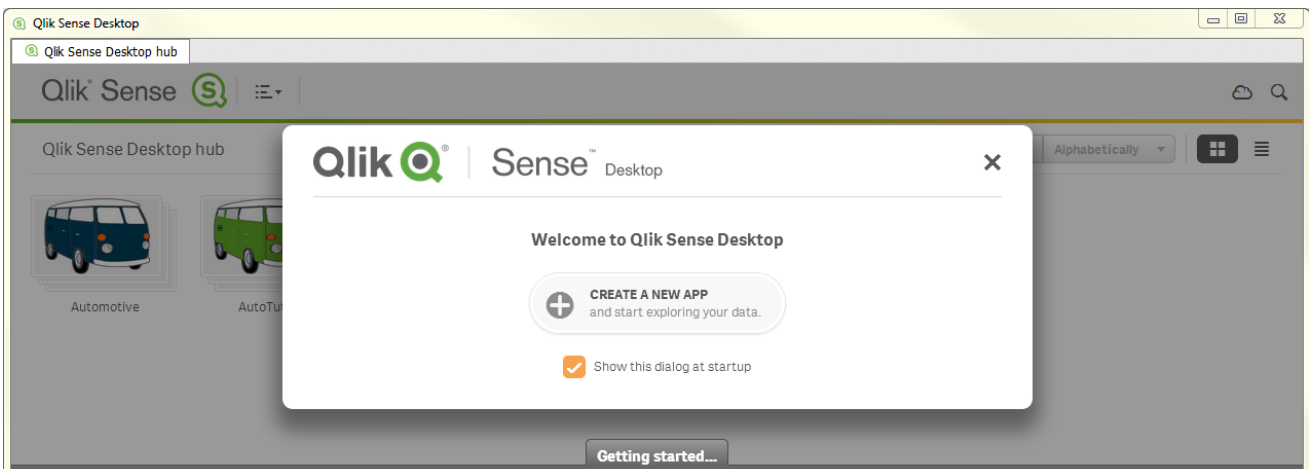 Qlik Sense Desktop
Qlik Sense Desktop hub
Qlik Sense
Qlik Sense Desktop hub
Alphabetically
Qlik® Sense™ Desktop
Welcome to Qlik Sense Desktop
CREATE A NEW APP
and start exploring your data.
Show this dialog at startup
Automotive
Getting started...